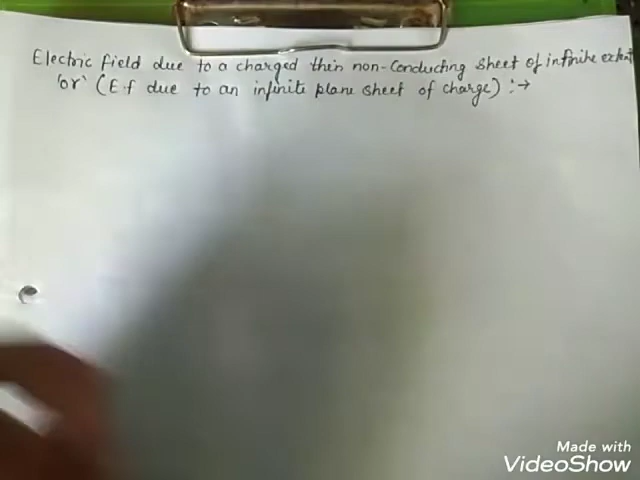 Electric field due to a charged thin non-conducting sheet of infinite extent
'or' (E.f due to an infinite plane sheet of charge) :→
Made with
VideoShow